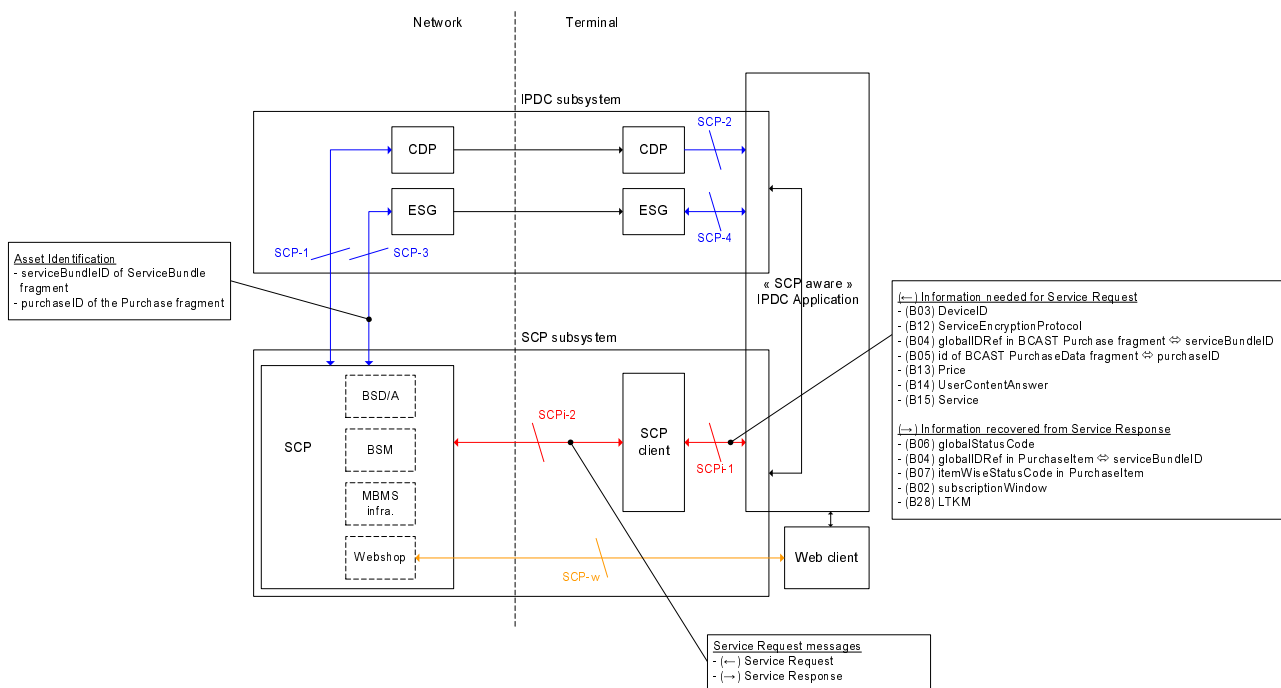 Network
Terminal
IPDC subsystem
SCP-2
CDP
CDP
ESG
ESG
SCP-1
SCP-3
SCP-4
Asset Identification
- serviceBundleID of ServiceBundle
fragment
- purchaseID of the Purchase fragment
« SCP aware »
IPDC Application
(←) Information needed for Service Request
- (B03) DeviceID
- (B12) ServiceEncryptionProtocol
- (B04) globalIDRef in BCAST Purchase fragment ⇔ serviceBundleID
- (B05) id of BCAST PurchaseData fragment ⇔ purchaseID
- (B13) Price
- (B14) UserContentAnswer
- (B15) Service
(→) Information recovered from Service Response
- (B06) globalStatusCode
- (B04) globalIDRef in PurchaseItem ⇔ serviceBundleID
- (B07) itemWiseStatusCode in PurchaseItem
- (B02) subscriptionWindow
- (B28) LTKM
SCP subsystem
BSD/A
SCP
BSM
MBMS
infra.
Webshop
SCPi-2
SCP
client
SCPi-1
SCP-w
Web client
Service Request messages
- (←) Service Request
- (→) Service Response